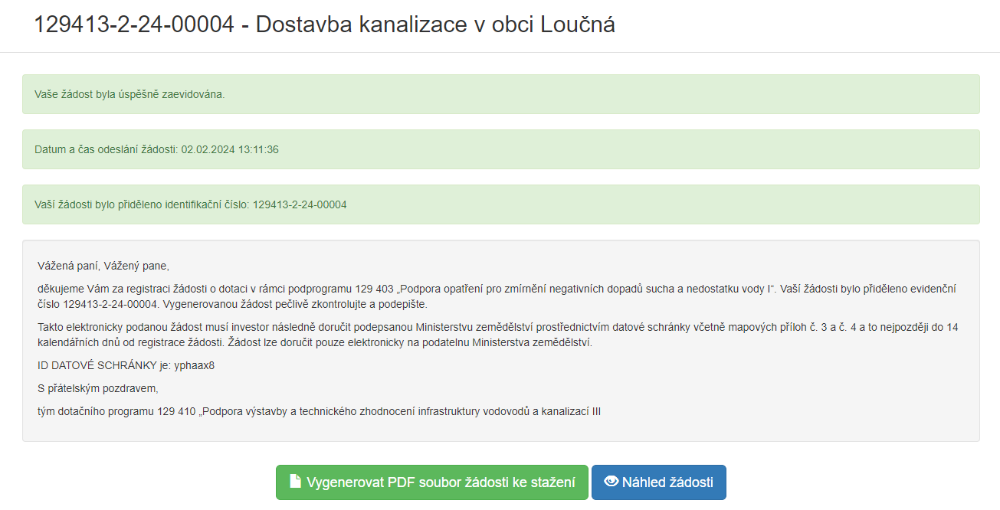 129413-2-24-00004 - Dostavba kanalizace v obci Loučná
Vaše žádost byla úspěšně zaevidována.
Datum a čas odeslání žádosti: 02.02.2024 13:11:36
Vaší žádosti bylo přiděleno identifikační číslo: 129413-2-24-00004
Vážená paní, Vážený pane,
děkujeme Vám za registraci žádosti o dotaci v rámci podprogramu 129 403 „Podpora opatření pro zmírnění negativních dopadů sucha a nedostatku vody I“. Vaší žádosti bylo přiděleno evidenční
číslo 129413-2-24-00004. Vygenerovanou žádost pečlivě zkontrolujte a podepište.
Takto elektronicky podanou žádost musí investor následně doručit podepsanou Ministerstvu zemědělství prostřednictvím datové schránky včetně mapových příloh č. 3 a č. 4 a to nejpozději do 14
kalendářních dnů od registrace žádosti. Žádost lze doručit pouze elektronicky na podatelnu Ministerstva zemědělství.
ID DATOVÉ SCHRÁNKY je: yphaax8
S přátelským pozdravem,
tým dotačního programu 129 410 „Podpora výstavby a technického zhodnocení infrastruktury vodovodů a kanalizací III
Vygenerovat PDF soubor žádosti ke stažení
Náhled žádosti